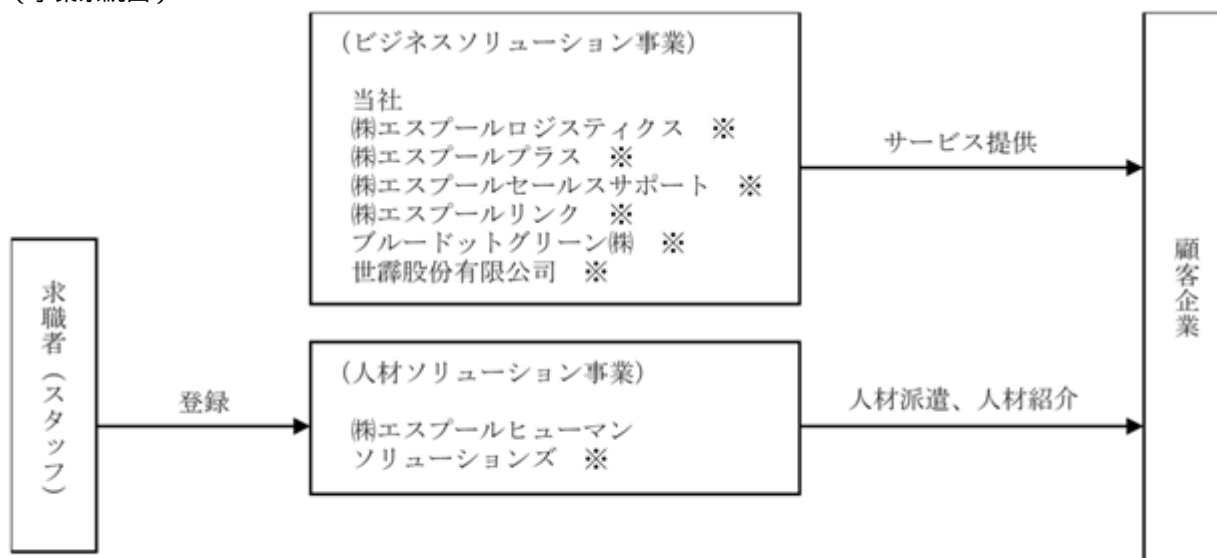 (ビジネスソリューション事業)
当社
㈱エスプールロジスティクス　※
㈱エスプールプラス　※
㈱エスプールセールスサポート　※
㈱エスプールリンク　※
ブルードットグリーン㈱　※
世霹股份有限公司　※
サービス提供
顧客企業
求職者(スタッフ)
登録
(人材ソリューション事業)
㈱エスプールヒューマン
ソリューションズ　※
人材派遣、人材紹介